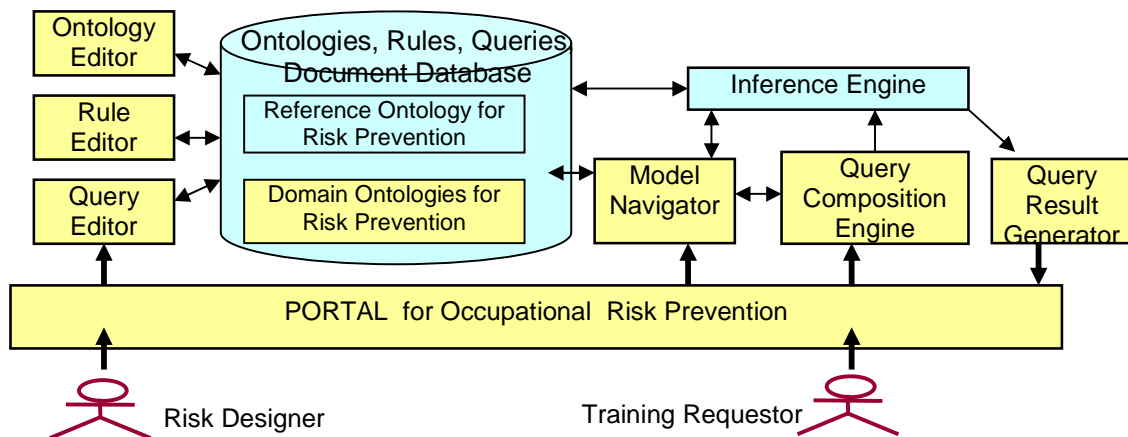 Ontology
Editor
Ontologies, Rules, Queries
Document Database
Inference Engine
Rule
Editor
Reference Ontology for
Risk Prevention
Query
Editor
Domain Ontologies for
Risk Prevention
Model
Navigator
Query
Composition
Engine
Query
Result
Generator
PORTAL for Occupational Risk Prevention
Risk Designer
Training Requestor